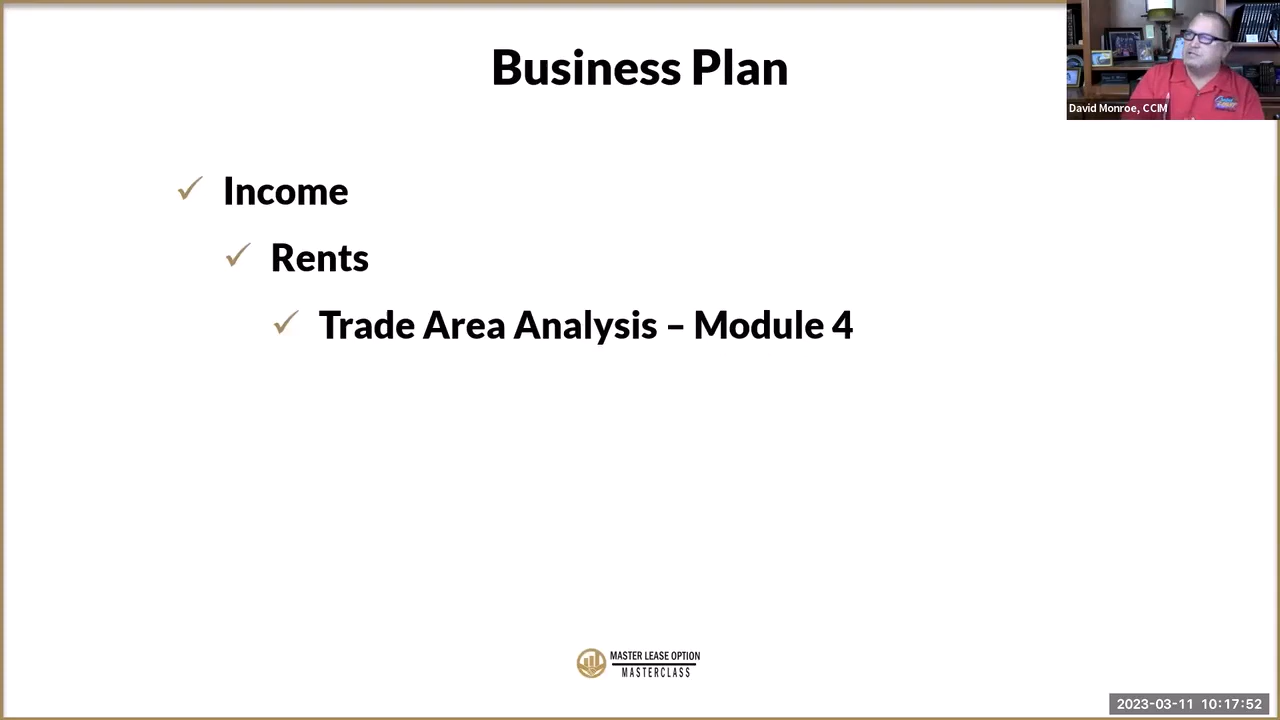 Business Plan
David Monroe, CCIM
✓ Income
✓ Rents
✓ Trade Area Analysis – Module 4
MASTER LEASE OPTION
MASTERCLASS
2023-03-11 10:17:52